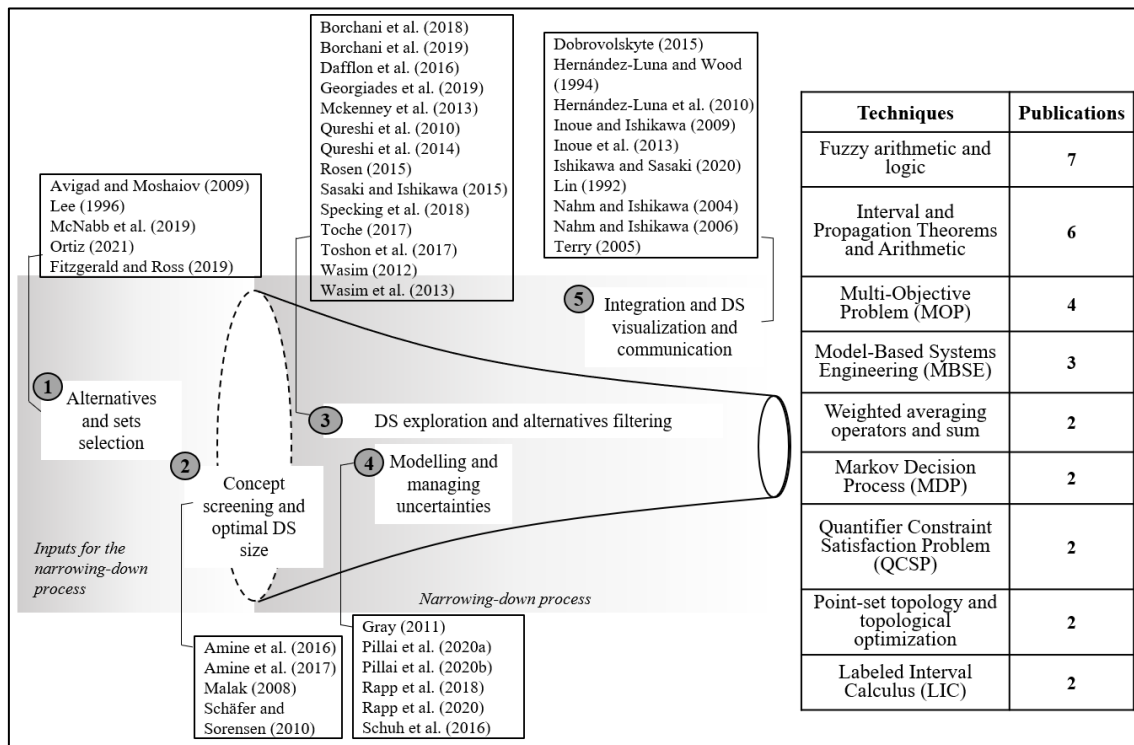 Borchani et al. (2018)
Borchani et al. (2019)
Dafflon et al. (2016)
Georgiades et al. (2019)
Mckenney et al. (2013)
Qureshi et al. (2010)
Qureshi et al. (2014)
Rosen (2015)
Sasaki and Ishikawa (2015)
Specking et al. (2018)
Toche (2017)
Toshon et al. (2017)
Wasim (2012)
Wasim et al. (2013)
Dobrovolskyte (2015)
Hernández-Luna and Wood
(1994)
Hernández-Luna et al. (2010)
Inoue and Ishikawa (2009)
Inoue et al. (2013)
Ishikawa and Sasaki (2020)
Lin (1992)
Nahm and Ishikawa (2004)
Nahm and Ishikawa (2006)
Terry (2005)
Avigad and Moshaiov (2009)
Lee (1996)
McNabb et al. (2019)
Ortiz (2021)
Fitzgerald and Ross (2019)
1
Alternatives
and sets
selection
2
Concept
screening and
optimal DS
size
3
DS exploration and alternatives filtering
4
Modelling and
managing
uncertainties
5
Integration and DS
visualization and
communication
Inputs for the
narrowing-down
process
Narrowing-down process
Amine et al. (2016)
Amine et al. (2017)
Malak (2008)
Schäfer and
Sorensen (2010)
Gray (2011)
Pillai et al. (2020a)
Pillai et al. (2020b)
Rapp et al. (2018)
Rapp et al. (2020)
Schuh et al. (2016)
Techniques Publications
Fuzzy arithmetic and
logic
7
Interval and
Propagation Theorems
and Arithmetic
6
Multi-Objective
Problem (MOP)
4
Model-Based Systems
Engineering (MBSE)
3
Weighted averaging
operators and sum
2
Markov Decision
Process (MDP)
2
Quantifier Constraint
Satisfaction Problem
(QCSP)
2
Point-set topology and
topological
optimization
2
Labeled Interval
Calculus (LIC)
2